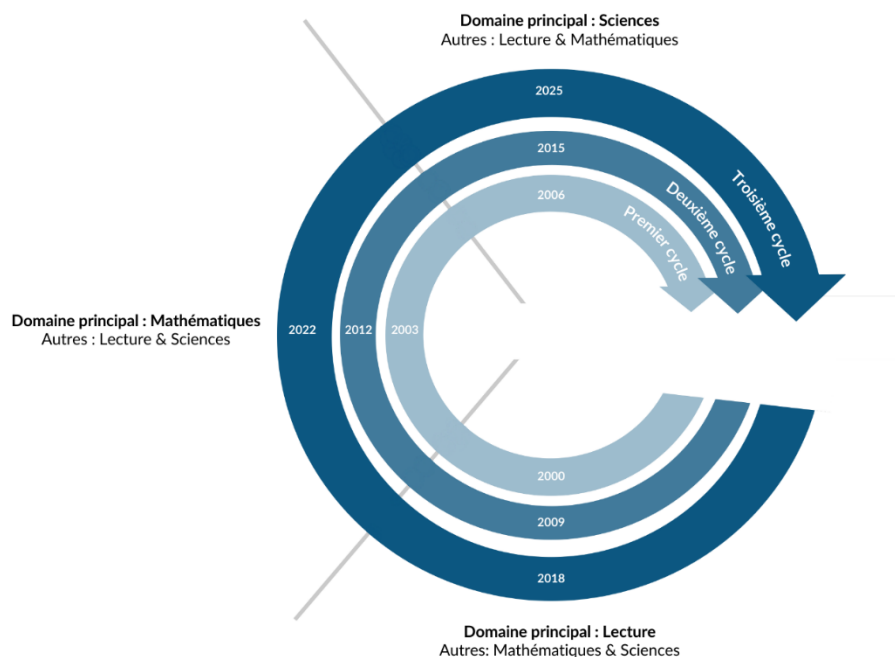 Domaine principal : Sciences
Autres : Lecture & Mathématiques
2025
2015
2006
Premier cycle
Deuxième cycle
Troisième cycle
Domaine principal : Mathématiques
Autres : Lecture & Sciences
2022
2012
2003
2000
2009
2018
Domaine principal : Lecture
Autres: Mathématiques & Sciences